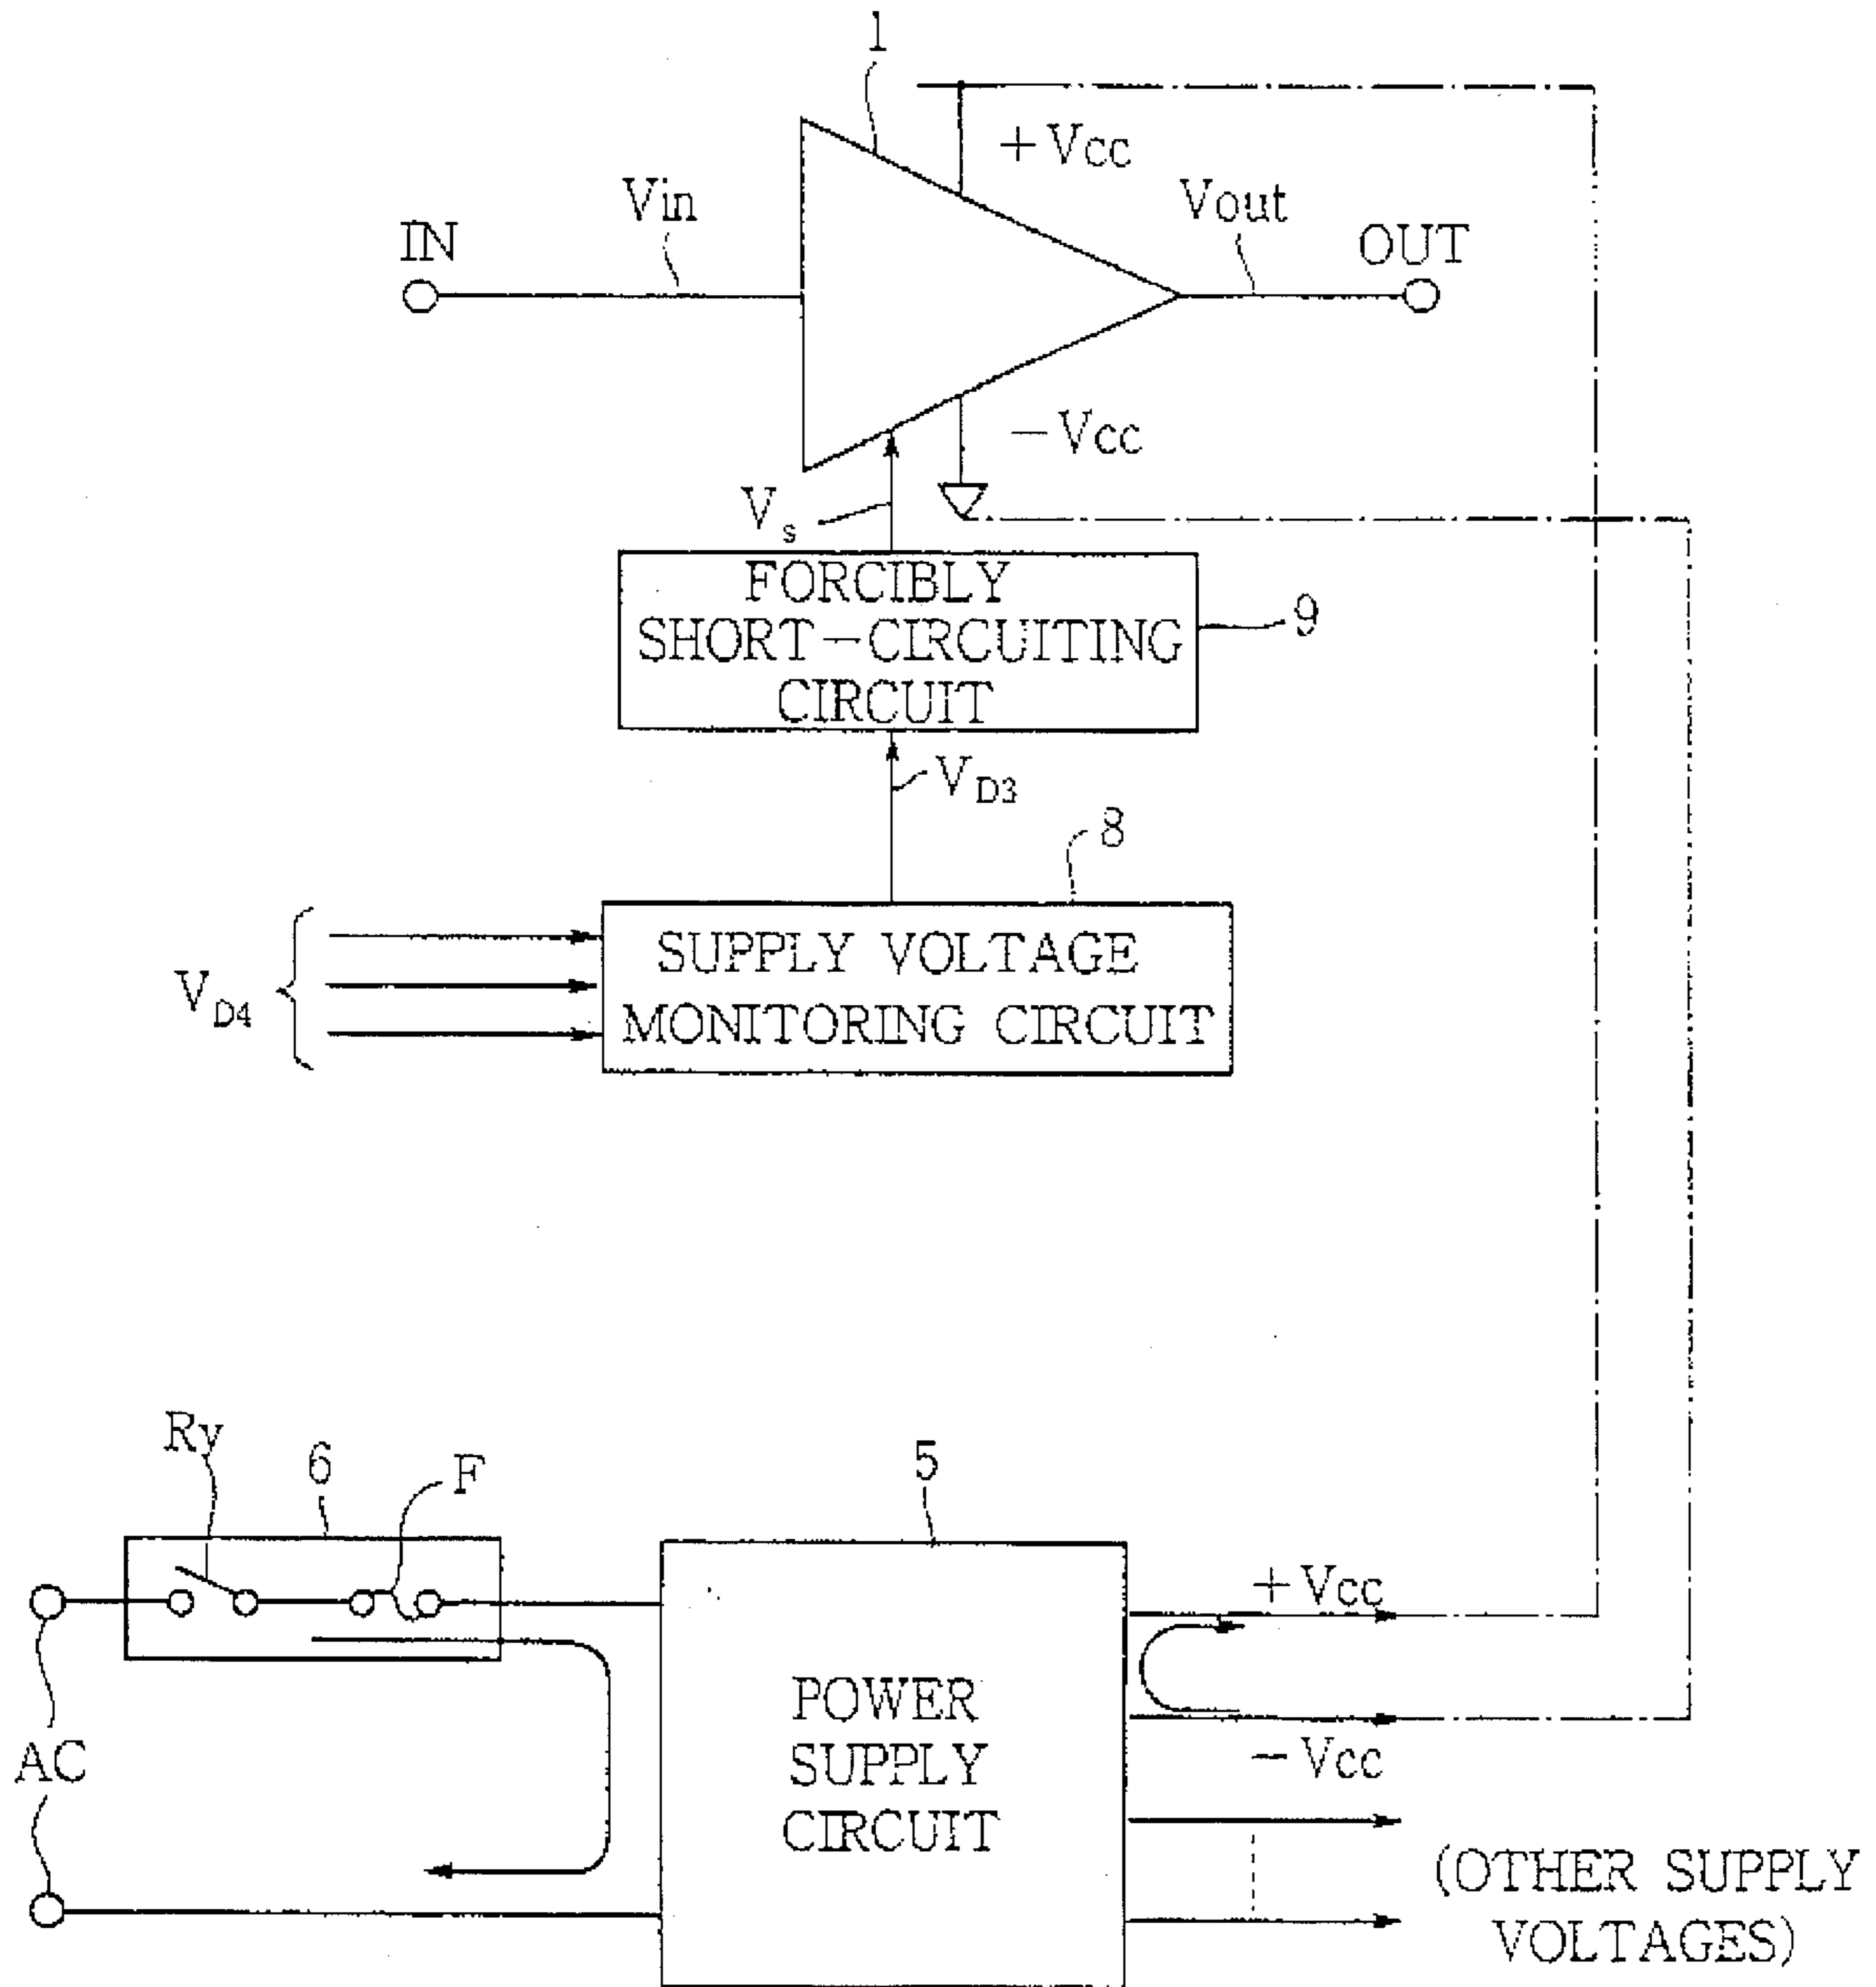 1
+Vcc
Vin
Vout
IN
OUT
−Vcc
Vs
FORCIBLY
SHORT−CIRCUITING
CIRCUIT
9
VD3
8
VD4
SUPPLY VOLTAGE
MONITORING CIRCUIT
Ry
6
F
5
+Vcc
POWER
SUPPLY
CIRCUIT
AC
−Vcc
(OTHER SUPPLY
VOLTAGES)